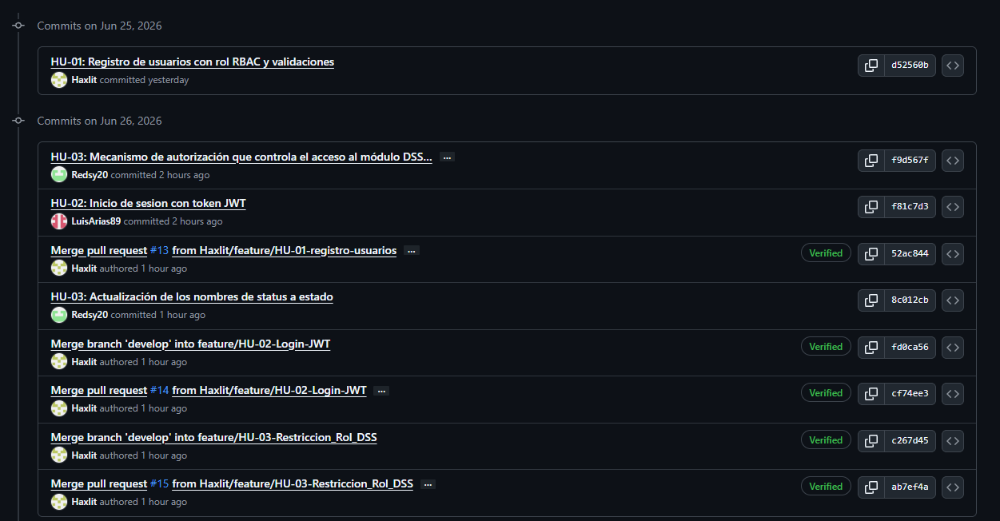 Commits on Jun 25, 2026
HU-01: Registro de usuarios con rol RBAC y validaciones
d52560b
Haxlit committed yesterday
Commits on Jun 26, 2026
HU-03: Mecanismo de autorización que controla el acceso al módulo DSS... ...
f9d567f
Redsy20 committed 2 hours ago
HU-02: Inicio de sesion con token JWT
f81c7d3
LuisArias89 committed 2 hours ago
Merge pull request #13 from Haxlit/feature/HU-01-registro-usuarios ...
Verified 52ac844
Haxlit authored 1 hour ago
HU-03: Actualización de los nombres de status a estado
8c012cb
Redsy20 committed 1 hour ago
Merge branch 'develop' into feature/HU-02-Login-JWT
Verified fd0ca56
Haxlit authored 1 hour ago
Merge pull request #14 from Haxlit/feature/HU-02-Login-JWT ...
Verified cf74ee3
Haxlit authored 1 hour ago
Merge branch 'develop' into feature/HU-03-Restriccion_Rol_DSS
Verified c267d45
Haxlit authored 1 hour ago
Merge pull request #15 from Haxlit/feature/HU-03-Restriccion_Rol_DSS ...
Verified ab7ef4a
Haxlit authored 1 hour ago